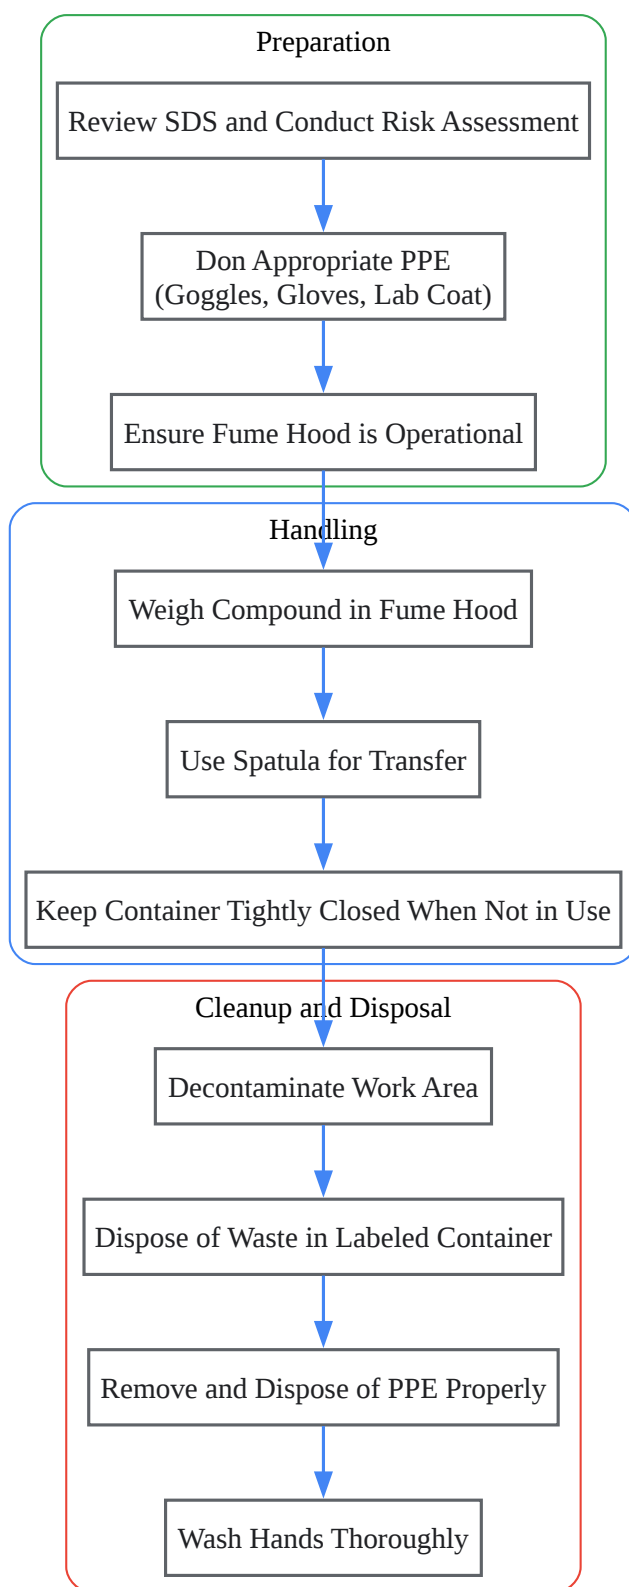 Preparation
Review SDS and Conduct Risk Assessment
Don Appropriate PPE
(Goggles, Gloves, Lab Coat)
Ensure Fume Hood is Operational
Handling
Weigh Compound in Fume Hood
Use Spatula for Transfer
Keep Container Tightly Closed When Not in Use
Cleanup and Disposal
Decontaminate Work Area
Dispose of Waste in Labeled Container
Remove and Dispose of PPE Properly
Wash Hands Thoroughly